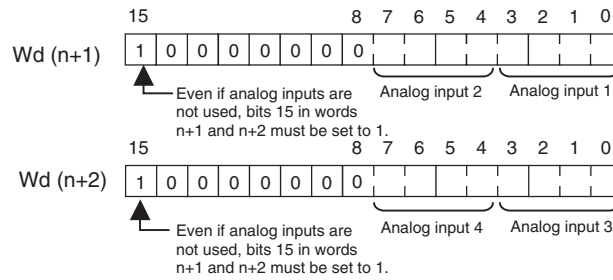 15 8 7 6 5 4 3 2 1 0
Wd (n+1) 1 0 0 0 0 0 0 0
Analog input 2 Analog input 1
Even if analog inputs are
not used, bits 15 in words
n+1 and n+2 must be set to 1.
15 8 7 6 5 4 3 2 1 0
Wd (n+2) 1 0 0 0 0 0 0 0
Analog input 4 Analog input 3
Even if analog inputs are
not used, bits 15 in words
n+1 and n+2 must be set to 1.